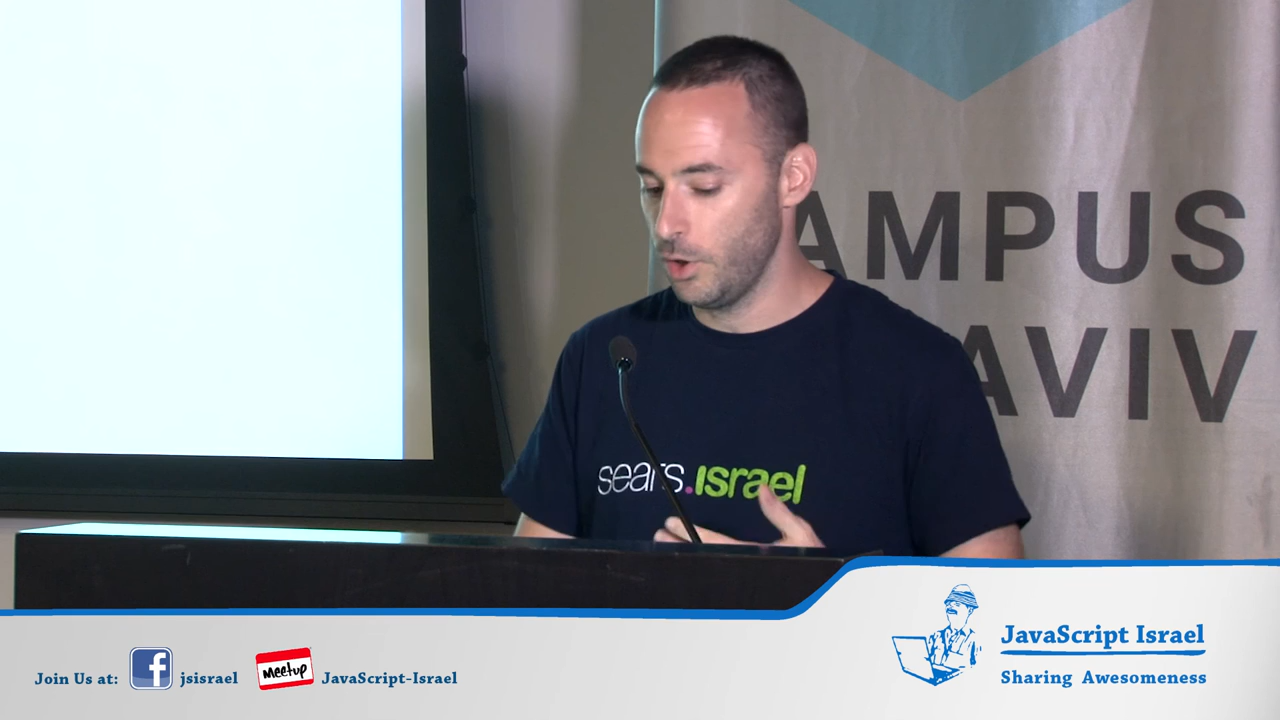 AMPUS
AVIV
sears.israel
Join Us at:
jsisrael
Meetup
JavaScript-Israel
JavaScript Israel
Sharing Awesomeness